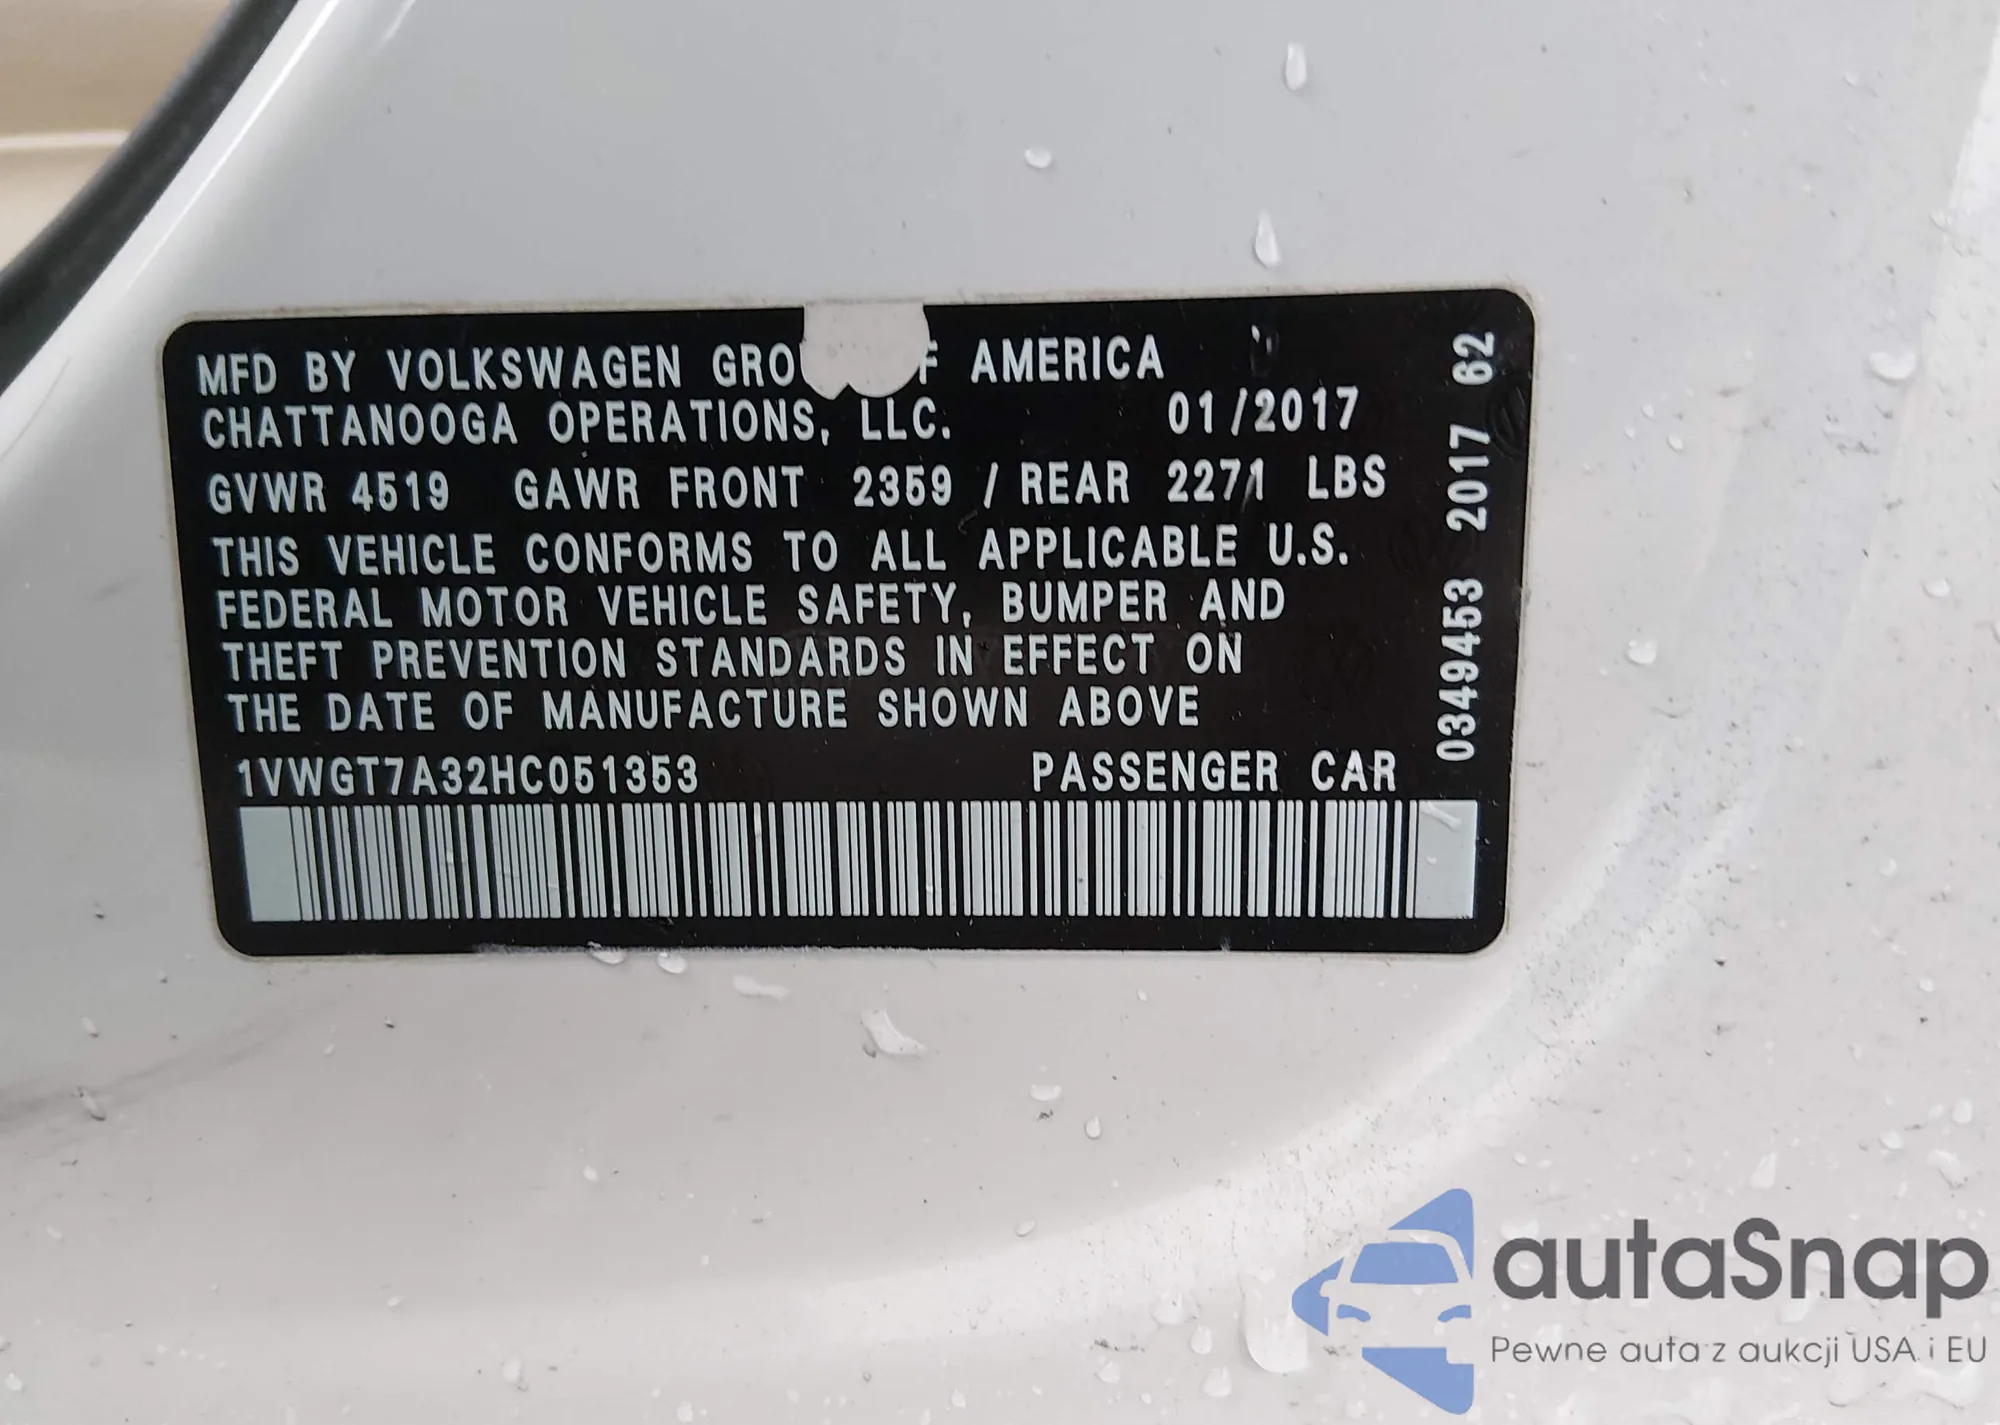 MFD BY VOLKSWAGEN GRO F AMERICA
CHATTANOOGA OPERATIONS, LLC. 01/2017
GVWR 4519 GAWR FRONT 2359 / REAR 2271 LBS
THIS VEHICLE CONFORMS TO ALL APPLICABLE U.S.
FEDERAL MOTOR VEHICLE SAFETY, BUMPER AND
THEFT PREVENTION STANDARDS IN EFFECT ON
THE DATE OF MANUFACTURE SHOWN ABOVE
1VWGT7A32HC051353 PASSENGER CAR
0349453 2017 62
autaSnap
Pewne auta z aukcji USA i EU